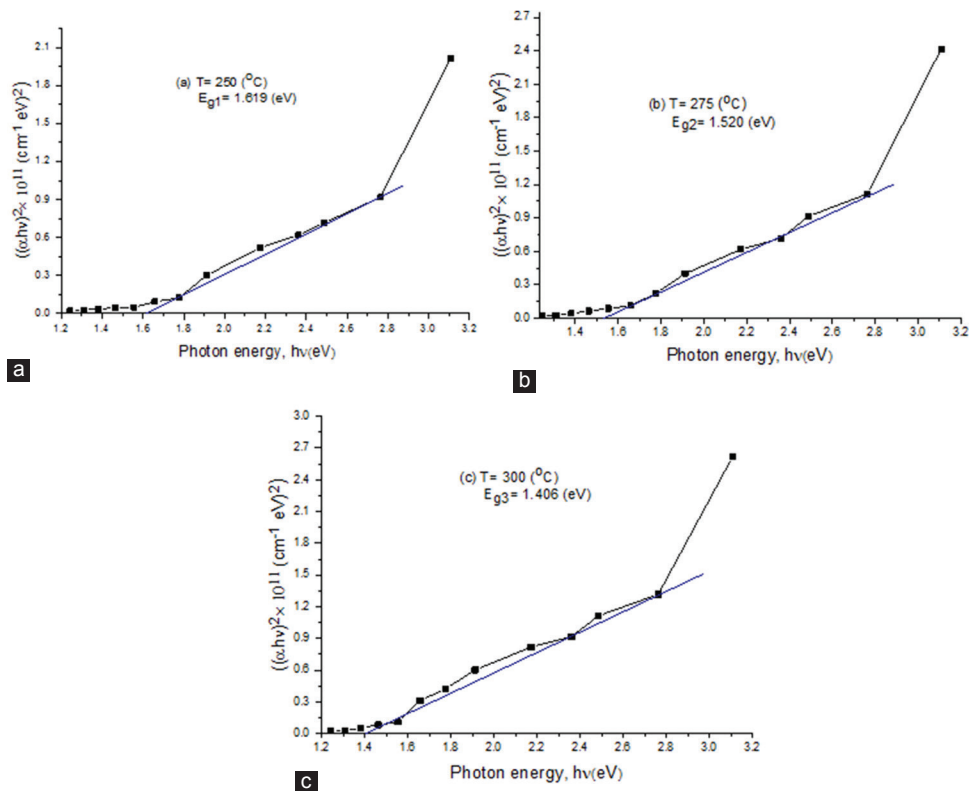 2.1
1.8
1.5
1.2
0.9
0.6
0.3
0.0
((αhν)²× 10¹¹ (cm⁻¹ eV)²)
(a) T= 250 (⁰C)
E_g1= 1.619 (eV)
1.2 1.4 1.6 1.8 2.0 2.2 2.4 2.6 2.8 3.0 3.2
Photon energy, hν(eV)
a
2.7
2.4
2.1
1.8
1.5
1.2
0.9
0.6
0.3
0.0
((αhν)²× 10¹¹ (cm⁻¹ eV)²)
(b) T = 275 (⁰C)
E_g2= 1.520 (eV)
1.4 1.6 1.8 2.0 2.2 2.4 2.6 2.8 3.0 3.2
Photon energy, hν(eV)
b
3.0
2.7
2.4
2.1
1.8
1.5
1.2
0.9
0.6
0.3
0.0
((αhν)²× 10¹¹ (cm⁻¹ eV)²)
(c) T= 300 (⁰C)
E_g3= 1.406 (eV)
1.2 1.4 1.6 1.8 2.0 2.2 2.4 2.6 2.8 3.0 3.2
Photon energy, hν(eV)
c